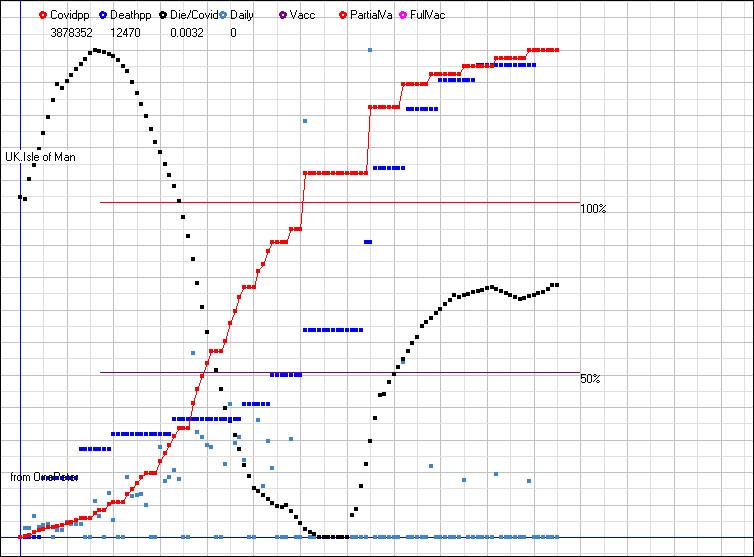 Covidpp Deathpp Die/Covid Daily Vacc PartialVa FullVac
3878352 12470 0.0032 0
UK.Isle of Man
100%
50%
from OnePeter